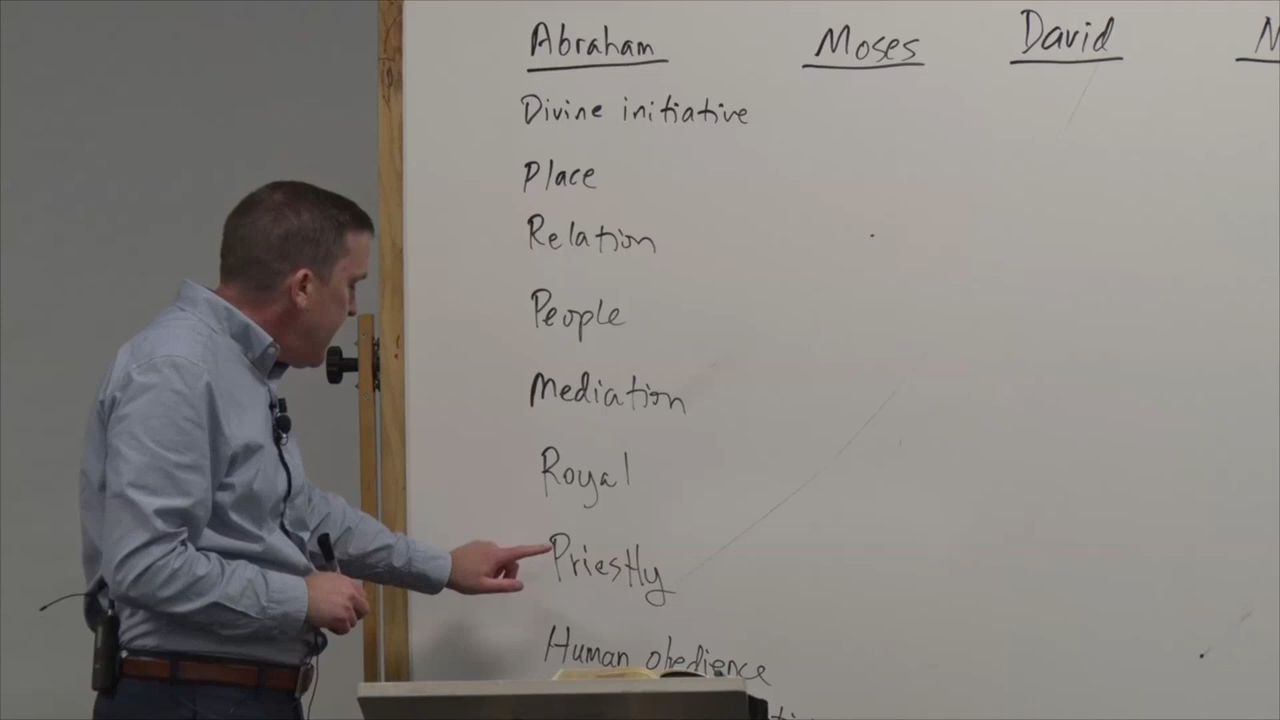 Abraham Moses David
Divine initiative
Place
Relation
People
Mediation
Royal
Priestly
Human obedience